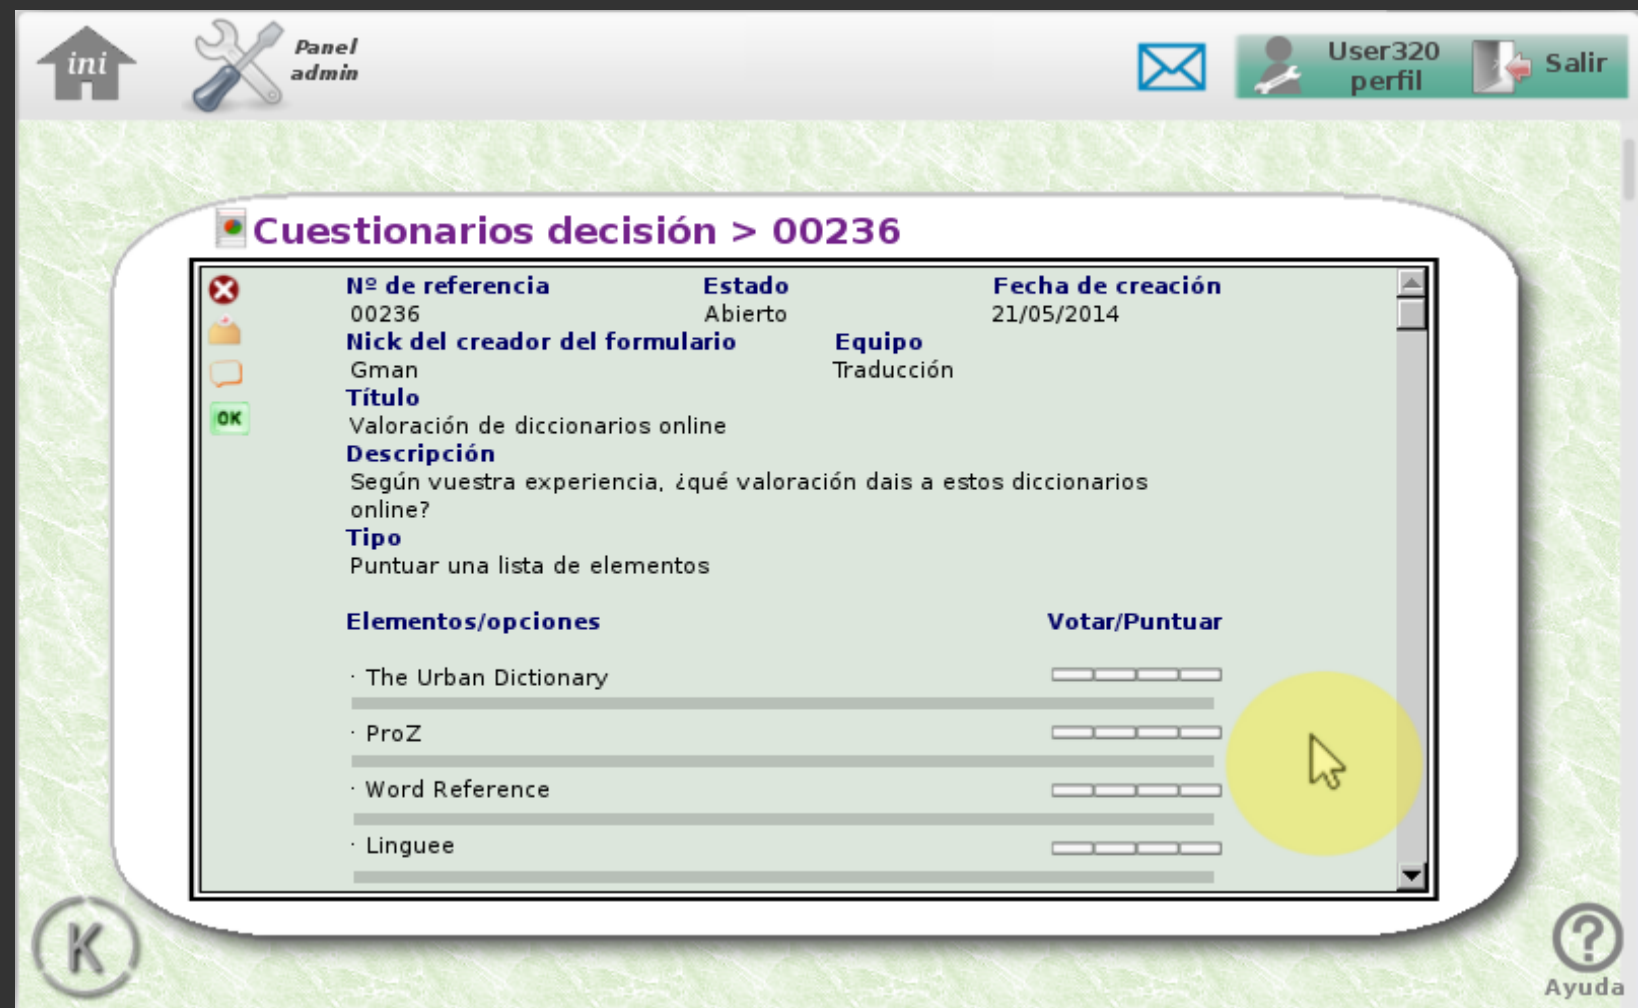 ini
Panel
admin
User320
perfil
Salir
Cuestionarios decisión > 00236
Nº de referencia Estado Fecha de creación
00236 Abierto 21/05/2014
Nick del creador del formulario Equipo
Gman Traducción
Título
Valoración de diccionarios online
Descripción
Según vuestra experiencia, ¿qué valoración dais a estos diccionarios
online?
Tipo
Puntuar una lista de elementos
Elementos/opciones Votar/Puntuar
· The Urban Dictionary
· ProZ
· Word Reference
· Linguee
OK
K
?
Ayuda